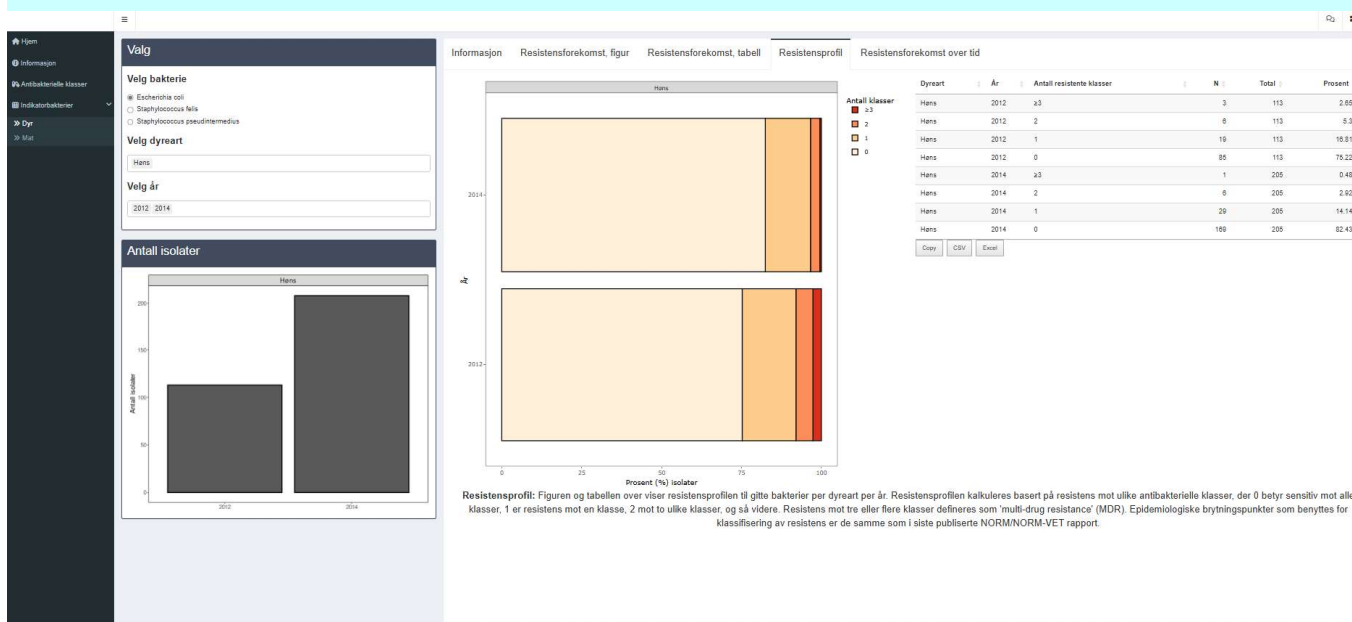 Hjem
Informasjon
Antibakterielle klasser
Indikatorbakterier
Dyr
Mat
Valg
Velg bakterie
Escherichia coli
Staphylococcus felis
Staphylococcus pseudintermedius
Velg dyreart
Høns
Velg år
2012 2014
Antall isolater
Høns
200
150
100
50
0
Antall isolater
2012 2014
Informasjon Resistensforekomst, figur Resistensforekomst, tabell Resistensprofil Resistensforekomst over tid
Høns
2014
2012
År
0 25 50 75 100
Prosent (%) isolater
Antall klasser
≥3
2
1
0
Dyreart År Antall resistente klasser N Total Prosent
Høns 2012 ≥3 3 113 2.65
Høns 2012 2 6 113 5.3
Høns 2012 1 19 113 16.81
Høns 2012 0 85 113 75.22
Høns 2014 ≥3 1 205 0.48
Høns 2014 2 6 205 2.92
Høns 2014 1 29 205 14.14
Høns 2014 0 169 205 82.43
Copy CSV Excel
Resistensprofil: Figuren og tabellen over viser resistensprofilen til gitte bakterier per dyreart per år. Resistensprofilen kalkuleres basert på resistens mot ulike antibakterielle klasser, der 0 betyr sensitiv mot alle
klasser, 1 er resistens mot en klasse, 2 mot to ulike klasser, og så videre. Resistens mot tre eller flere klasser defineres som 'multi-drug resistance' (MDR). Epidemiologiske brytningspunkter som benyttes for
klassifisering av resistens er de samme som i siste publiserte NORM/NORM-VET rapport.